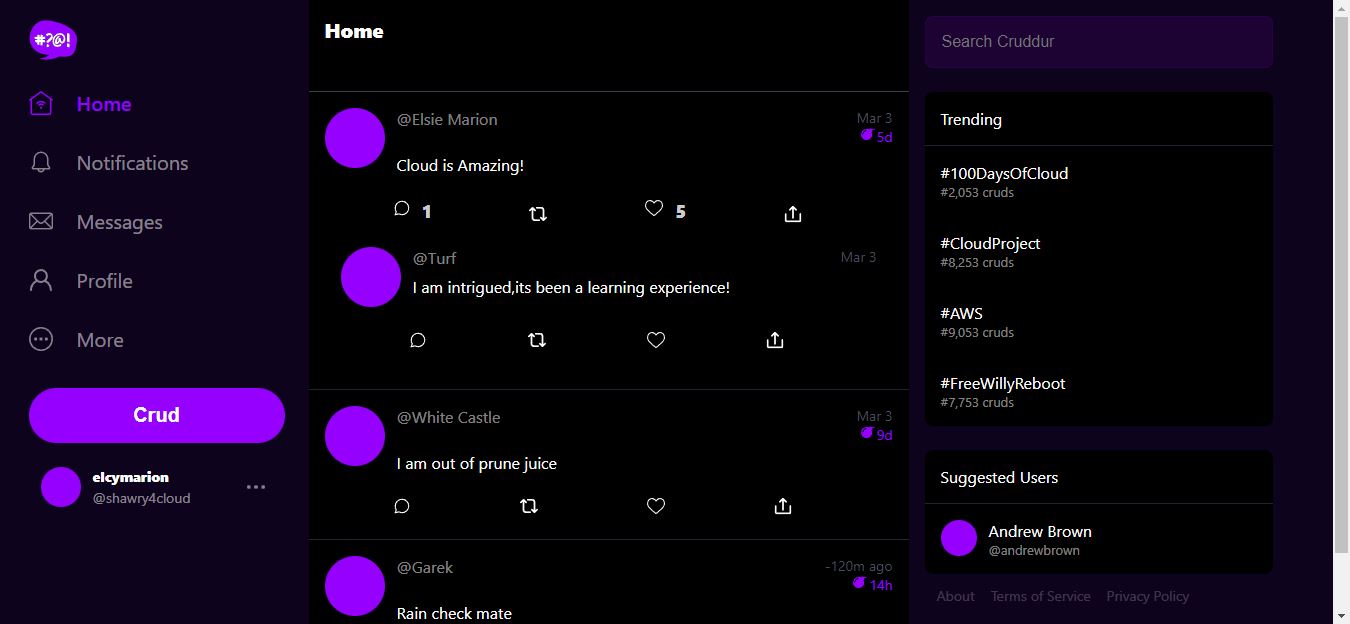 #?@!
Home
Notifications
Messages
Profile
More
Crud
elcymarion
@shawry4cloud
Home
@Elsie Marion
Mar 3
5d
Cloud is Amazing!
1
5
@Turf
Mar 3
I am intrigued,its been a learning experience!
@White Castle
Mar 3
9d
I am out of prune juice
@Garek
-120m ago
14h
Rain check mate
Search Cruddur
Trending
#100DaysOfCloud
#2,053 cruds
#CloudProject
#8,253 cruds
#AWS
#9,053 cruds
#FreeWillyReboot
#7,753 cruds
Suggested Users
Andrew Brown
@andrewbrown
About Terms of Service Privacy Policy